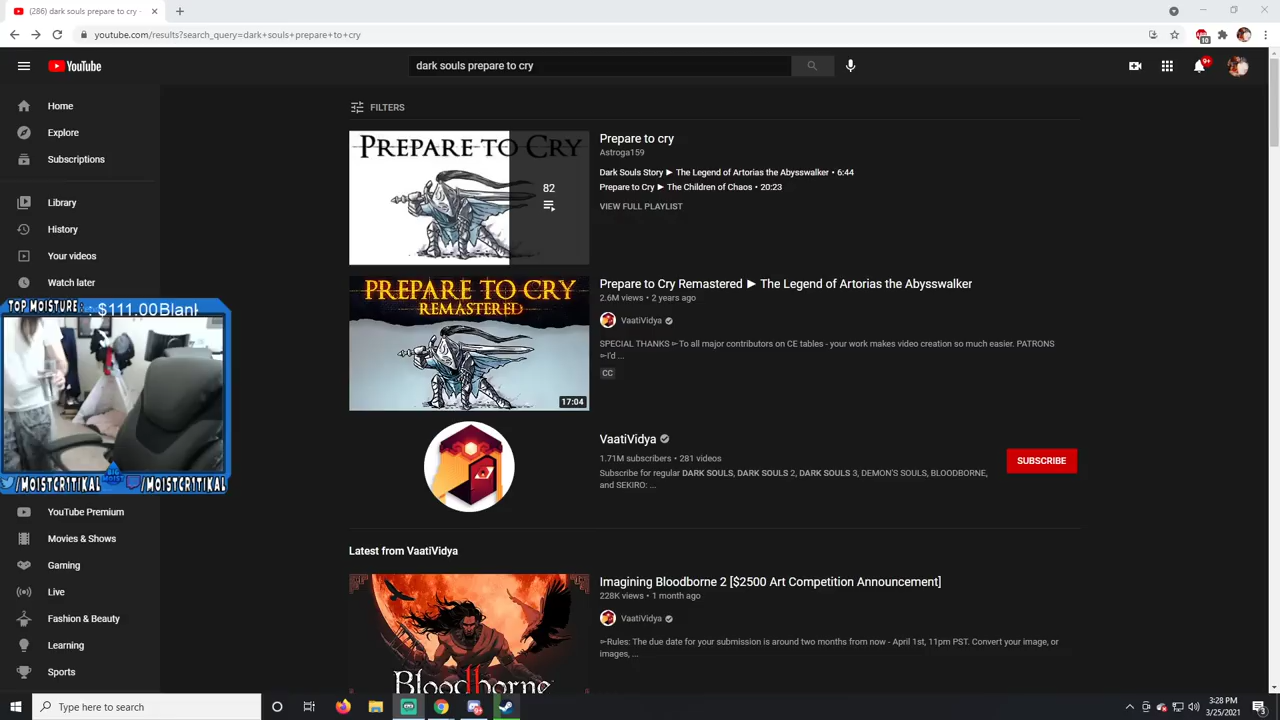 (286) dark souls prepare to cry -
youtube.com/results?search_query=dark+souls+prepare+to+cry
10
YouTube
dark souls prepare to cry
9+
Home
Explore
Subscriptions
Library
History
Your videos
Watch later
YouTube Premium
Movies & Shows
Gaming
Live
Fashion & Beauty
Learning
Sports
TOP MOISTURE
: $111.00Blank
/MOISTCRITIKAL
/MOISTCRITIKAL
FILTERS
PREPARE TO CRY
82
Prepare to cry
Astroga159
Dark Souls Story ► The Legend of Artorias the Abysswalker • 6:44
Prepare to Cry ► The Children of Chaos • 20:23
VIEW FULL PLAYLIST
PREPARE TO CRY
REMASTERED
17:04
Prepare to Cry Remastered ► The Legend of Artorias the Abysswalker
2.6M views • 2 years ago
VaatiVidya
SPECIAL THANKS ➢To all major contributors on CE tables - your work makes video creation so much easier. PATRONS
➢I'd ...
CC
VaatiVidya
1.71M subscribers • 281 videos
Subscribe for regular DARK SOULS, DARK SOULS 2, DARK SOULS 3, DEMON'S SOULS, BLOODBORNE,
and SEKIRO: ...
SUBSCRIBE
Latest from VaatiVidya
Bloodborne
Imagining Bloodborne 2 [$2500 Art Competition Announcement]
228K views • 1 month ago
VaatiVidya
➢Rules: The due date for your submission is around two months from now - April 1st, 11pm PST. Convert your image, or
images, ...
Type here to search
3:28 PM
3/25/2021